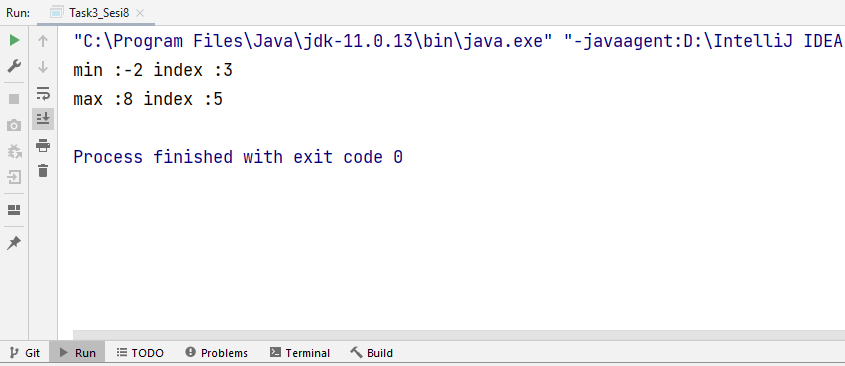 Run: Task3_Sesi8
"C:\Program Files\Java\jdk-11.0.13\bin\java.exe" "-javaagent:D:\IntelliJ IDEA
min :-2 index :3
max :8 index :5
Process finished with exit code 0
Git Run TODO Problems Terminal Build